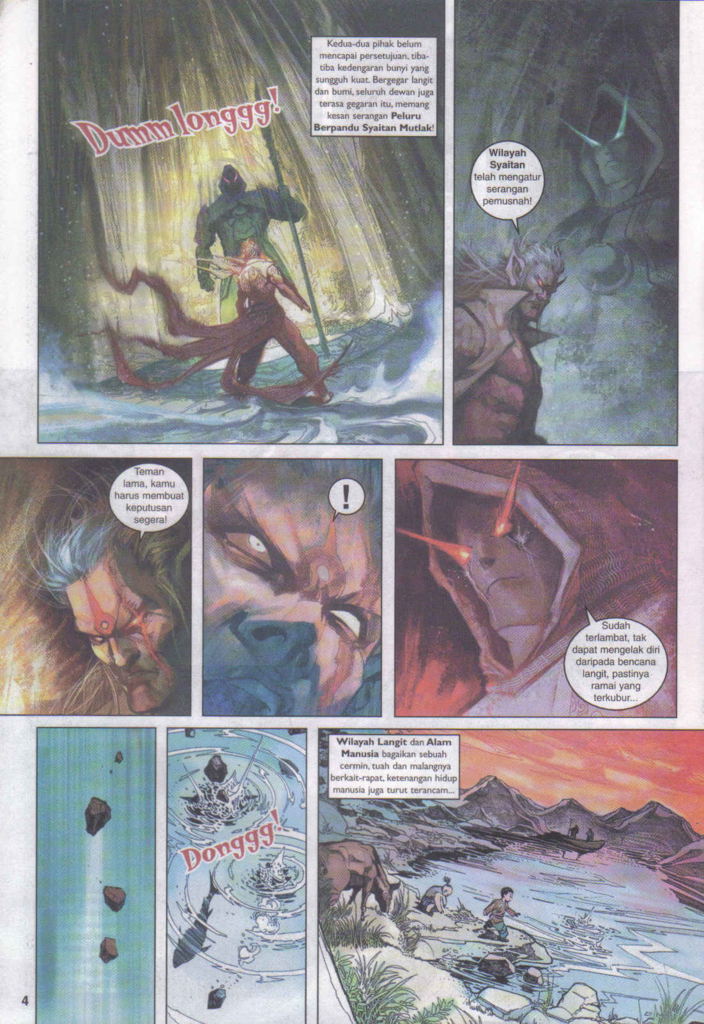 Kedua-dua pihak belum
mencapai persetujuan, tiba-
tiba kedengaran bunyi yang
sungguh kuat. Bergegar langit
dan bumi, seluruh dewan juga
terasa gegaran itu, memang
kesan serangan Peluru
Berpandu Syaitan Mutlak!
Dumm longgg!
Wilayah
Syaitan
telah mengatur
serangan
pemusnah!
Teman
lama, kamu
harus membuat
keputusan
segera!
!
Sudah
terlambat, tak
dapat mengelak diri
daripada bencana
langit, pastinya
ramai yang
terkubur...
Donggg!
Wilayah Langit dan Alam
Manusia bagaikan sebuah
cermin, tuah dan malangnya
berkait-rapat, ketenangan hidup
manusia juga turut terancam...
4